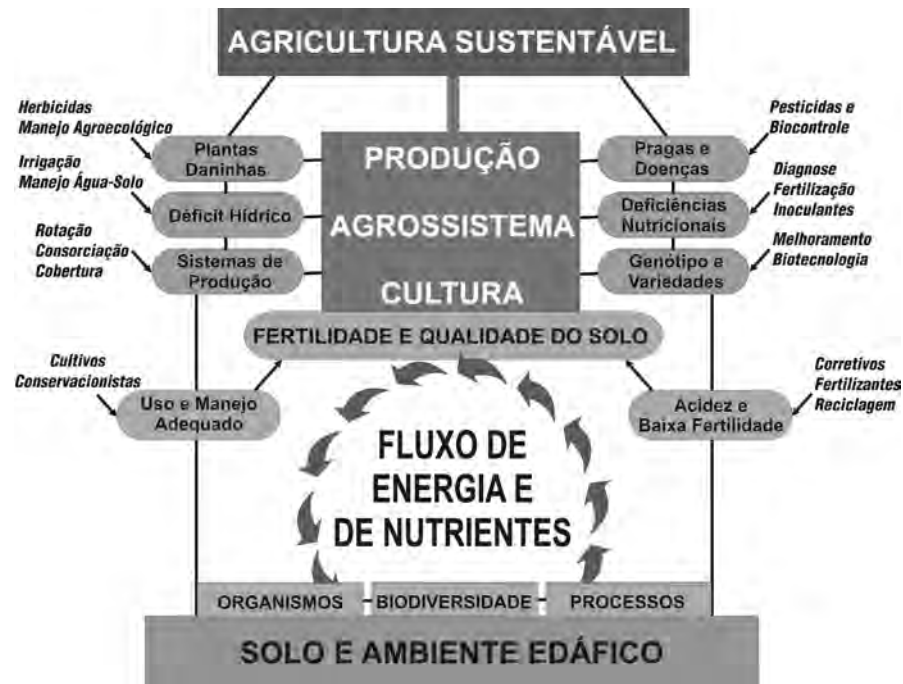 AGRICULTURA SUSTENTÁVEL
Herbicidas
Manejo Agroecológico
Plantas
Daninhas
Irrigação
Manejo Água-Solo
Déficit Hídrico
Rotação
Consorciação
Cobertura
Sistemas de
Produção
PRODUÇÃO
AGROSSISTEMA
CULTURA
Pesticidas e
Biocontrole
Pragas e
Doenças
Diagnose
Fertilização
Inoculantes
Deficiências
Nutricionais
Melhoramento
Biotecnologia
Genótipo e
Variedades
FERTILIDADE E QUALIDADE DO SOLO
Cultivos
Conservacionistas
Uso e Manejo
Adequado
Corretivos
Fertilizantes
Reciclagem
Acidez e
Baixa Fertilidade
FLUXO DE
ENERGIA E
DE NUTRIENTES
ORGANISMOS
BIODIVERSIDADE
PROCESSOS
SOLO E AMBIENTE EDÁFICO